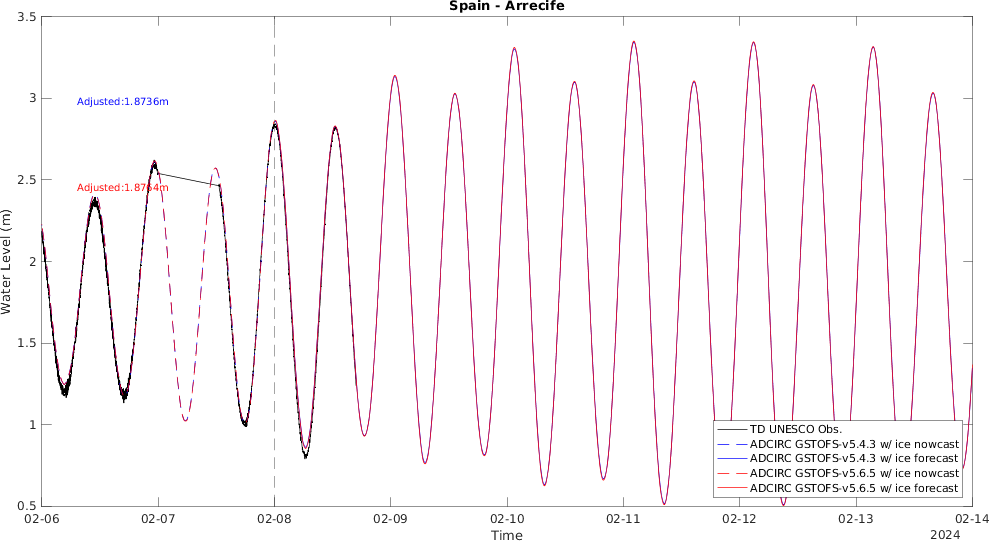 Spain - Arrecife
3.5
3
2.5
2
1.5
1
0.5
Water Level (m)
Adjusted:1.8736m
Adjusted:1.8764m
TD UNESCO Obs.
ADCIRC GSTOFS-v5.4.3 w/ ice nowcast
ADCIRC GSTOFS-v5.4.3 w/ ice forecast
ADCIRC GSTOFS-v5.6.5 w/ ice nowcast
ADCIRC GSTOFS-v5.6.5 w/ ice forecast
02-06 02-07 02-08 02-09 02-10 02-11 02-12 02-13 02-14
Time
2024